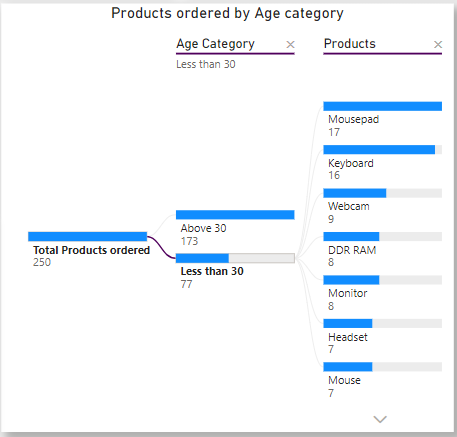 Products ordered by Age category
Age Category
Less than 30
Products
Total Products ordered
250
Above 30
173
Less than 30
77
Mousepad
17
Keyboard
16
Webcam
9
DDR RAM
8
Monitor
8
Headset
7
Mouse
7